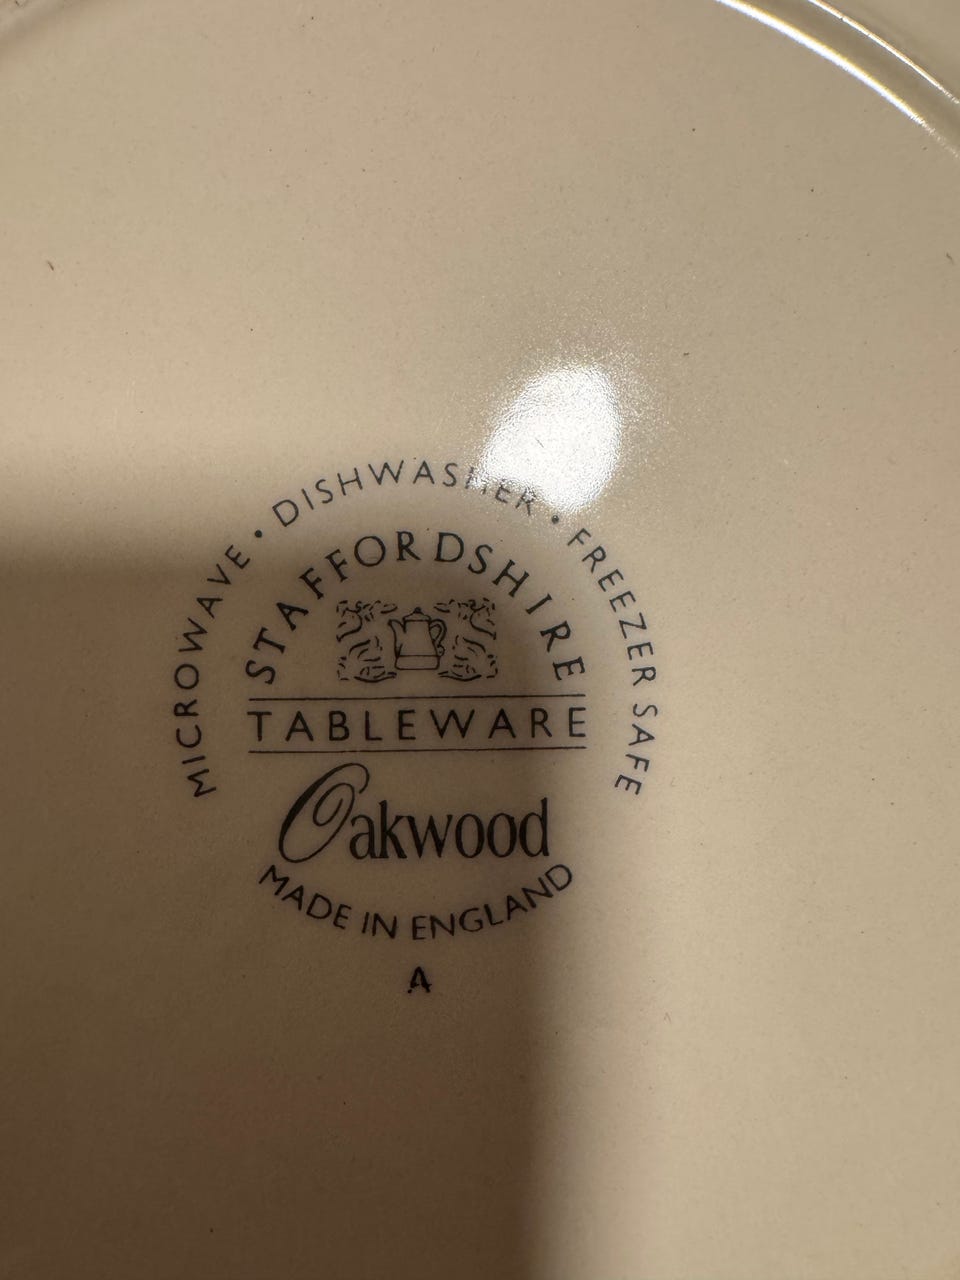 MICROWAVE • DISHWASHER • FREEZER SAFE
STAFFORDSHIRE
TABLEWARE
Oakwood
MADE IN ENGLAND
A